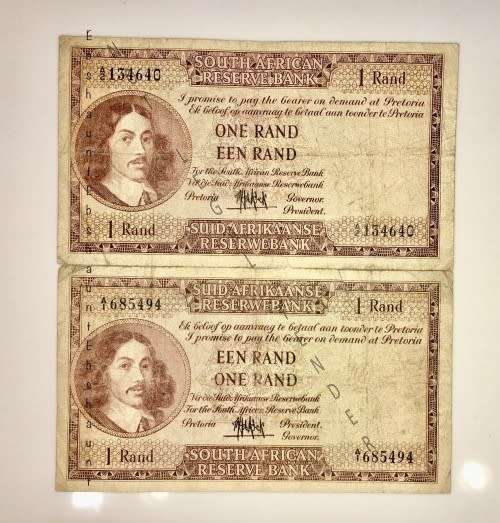 134640
SOUTH AFRICAN
RESERVE BANK
1 Rand
I promise to pay the bearer on demand at Pretoria
Ek beloof op aanvraag te betaal aan toonder te Pretoria
ONE RAND
EEN RAND
For the South African Reserve Bank
Vir die Suid-Afrikaanse Reserwebank
Pretoria Governor.
President.
1 Rand
SUID-AFRIKAANSE
RESERWEBANK
134640
685494
SUID-AFRIKAANSE
RESERWEBANK
1 Rand
Ek beloof op aanvraag te betaal aan toonder te Pretoria
I promise to pay the bearer on demand at Pretoria
EEN RAND
ONE RAND
Vir die Suid-Afrikaanse Reserwebank
For the South African Reserve Bank
Pretoria President.
Governor.
1 Rand
SOUTH AFRICAN
RESERVE BANK
A/1 685494